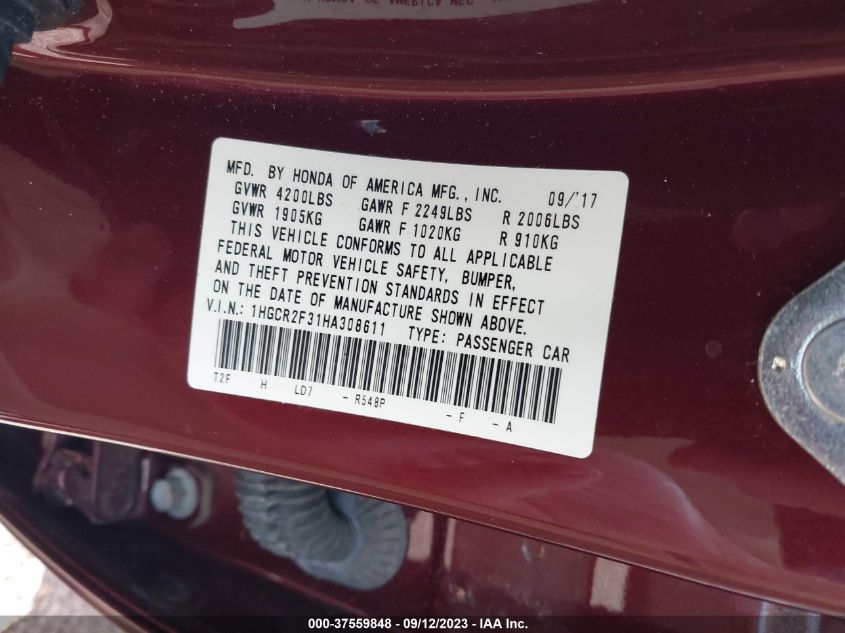 MFD. BY HONDA OF AMERICA MFG., INC. 09/'17
GVWR 4200LBS GAWR F 2249LBS R 2006LBS
GVWR 1905KG GAWR F 1020KG R 910KG
THIS VEHICLE CONFORMS TO ALL APPLICABLE
FEDERAL MOTOR VEHICLE SAFETY, BUMPER,
AND THEFT PREVENTION STANDARDS IN EFFECT
ON THE DATE OF MANUFACTURE SHOWN ABOVE.
V.I.N.: 1HGCR2F31HA308611 TYPE: PASSENGER CAR
T2F H LD7 - R548P - F - A
000-37559848 - 09/12/2023 - IAA Inc.